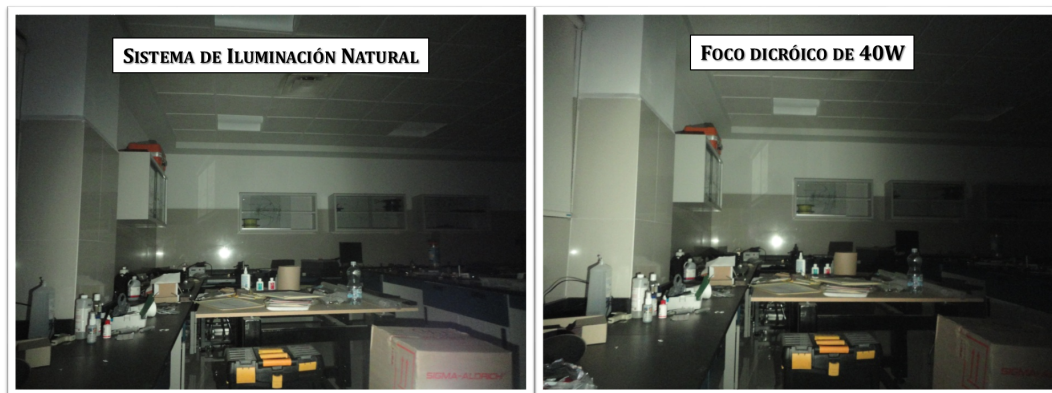 SISTEMA DE ILUMINACIÓN NATURAL
FOCO DICRÓICO DE 40W
SIGMA-ALDRICH